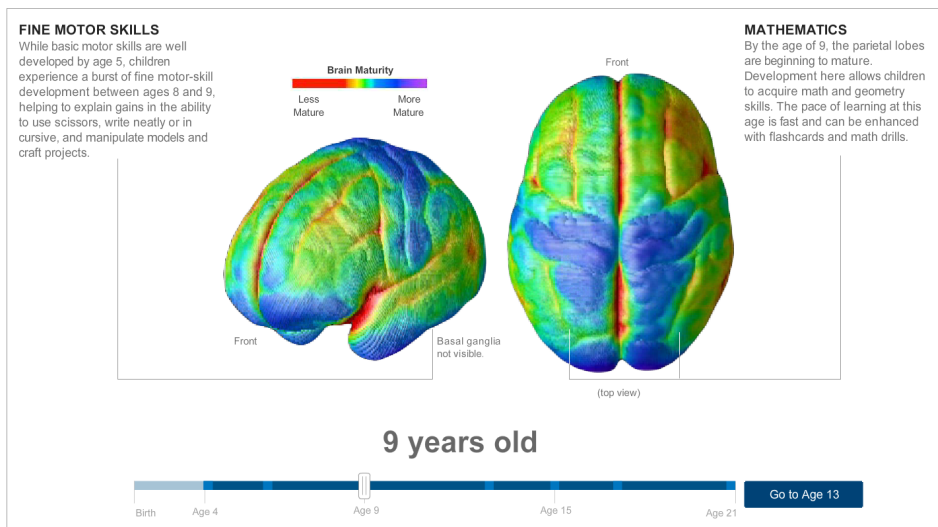 FINE MOTOR SKILLS
While basic motor skills are well
developed by age 5, children
experience a burst of fine motor-skill
development between ages 8 and 9,
helping to explain gains in the ability
to use scissors, write neatly or in
cursive, and manipulate models and
craft projects.
Brain Maturity
Less
Mature
More
Mature
MATHEMATICS
By the age of 9, the parietal lobes
are beginning to mature.
Development here allows children
to acquire math and geometry
skills. The pace of learning at this
age is fast and can be enhanced
with flashcards and math drills.
Front
Front
Basal ganglia
not visible.
(top view)
9 years old
Birth
Age 4
Age 9
Age 15
Age 21
Go to Age 13